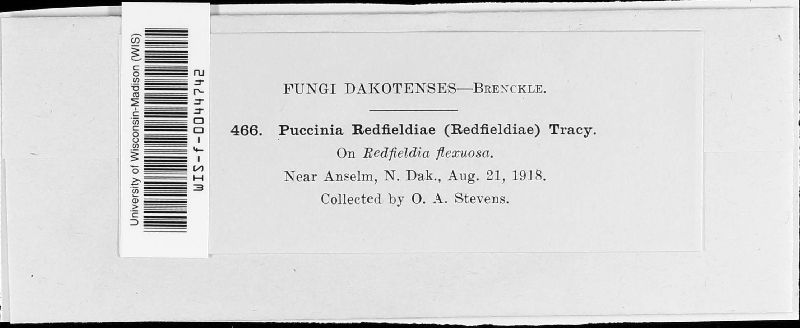 University of Wisconsin-Madison (WIS)
WIS-f-0044742
FUNGI DAKOTENSES—BRENCKLE.
466. Puccinia Redfieldiae (Redfieldiae) Tracy.
On Redfieldia flexuosa.
Near Anselm, N. Dak., Aug. 21, 1918.
Collected by O. A. Stevens.